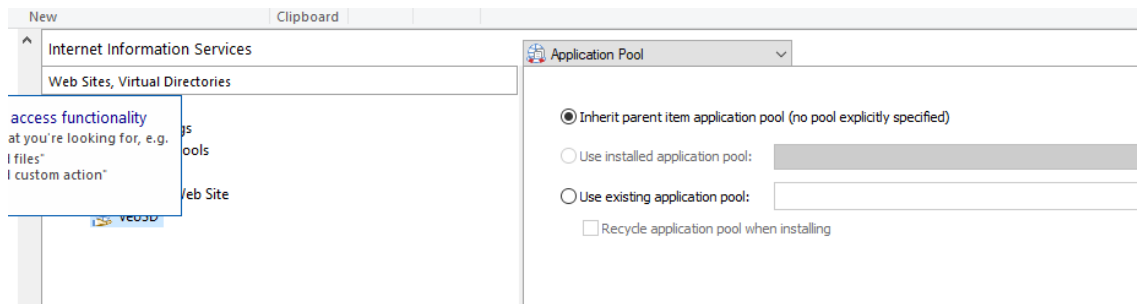 New
Clipboard
Internet Information Services
Application Pool
Web Sites, Virtual Directories
access functionality
at you're looking for, e.g.
l files"
l custom action"
gs
ools
Web Site
Inherit parent item application pool (no pool explicitly specified)
Use installed application pool:
Use existing application pool:
Recycle application pool when installing